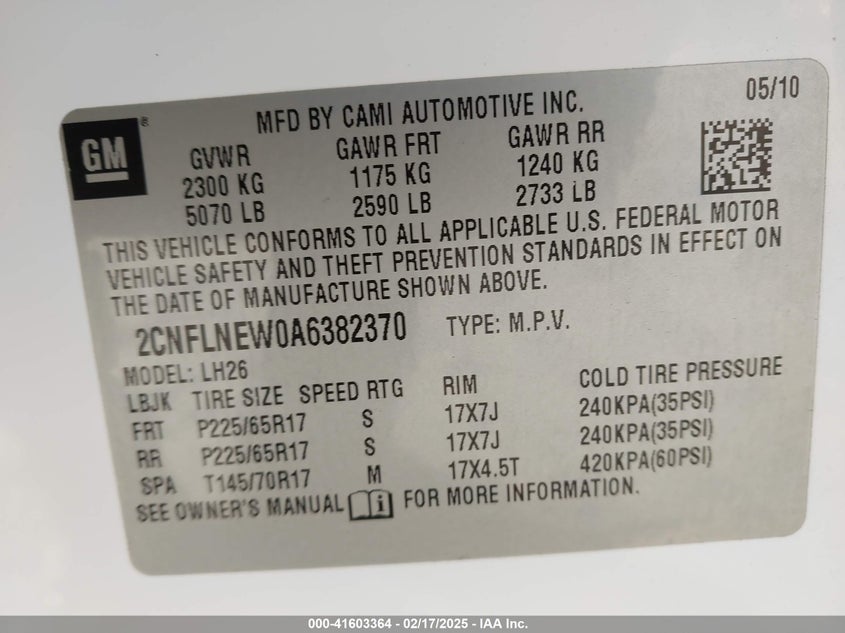 05/10
MFD BY CAMI AUTOMOTIVE INC.
GM ®
GVWR GAWR FRT GAWR RR
2300 KG 1175 KG 1240 KG
5070 LB 2590 LB 2733 LB
THIS VEHICLE CONFORMS TO ALL APPLICABLE U.S. FEDERAL MOTOR
VEHICLE SAFETY AND THEFT PREVENTION STANDARDS IN EFFECT ON
THE DATE OF MANUFACTURE SHOWN ABOVE.
2CNFLNEW0A6382370 TYPE: M.P.V.
MODEL: LH26
LBJK TIRE SIZE SPEED RTG RIM COLD TIRE PRESSURE
FRT P225/65R17 S 17X7J 240KPA(35PSI)
RR P225/65R17 S 17X7J 240KPA(35PSI)
SPA T145/70R17 M 17X4.5T 420KPA(60PSI)
SEE OWNER'S MANUAL i FOR MORE INFORMATION.
000-41603364 - 02/17/2025 - IAA Inc.